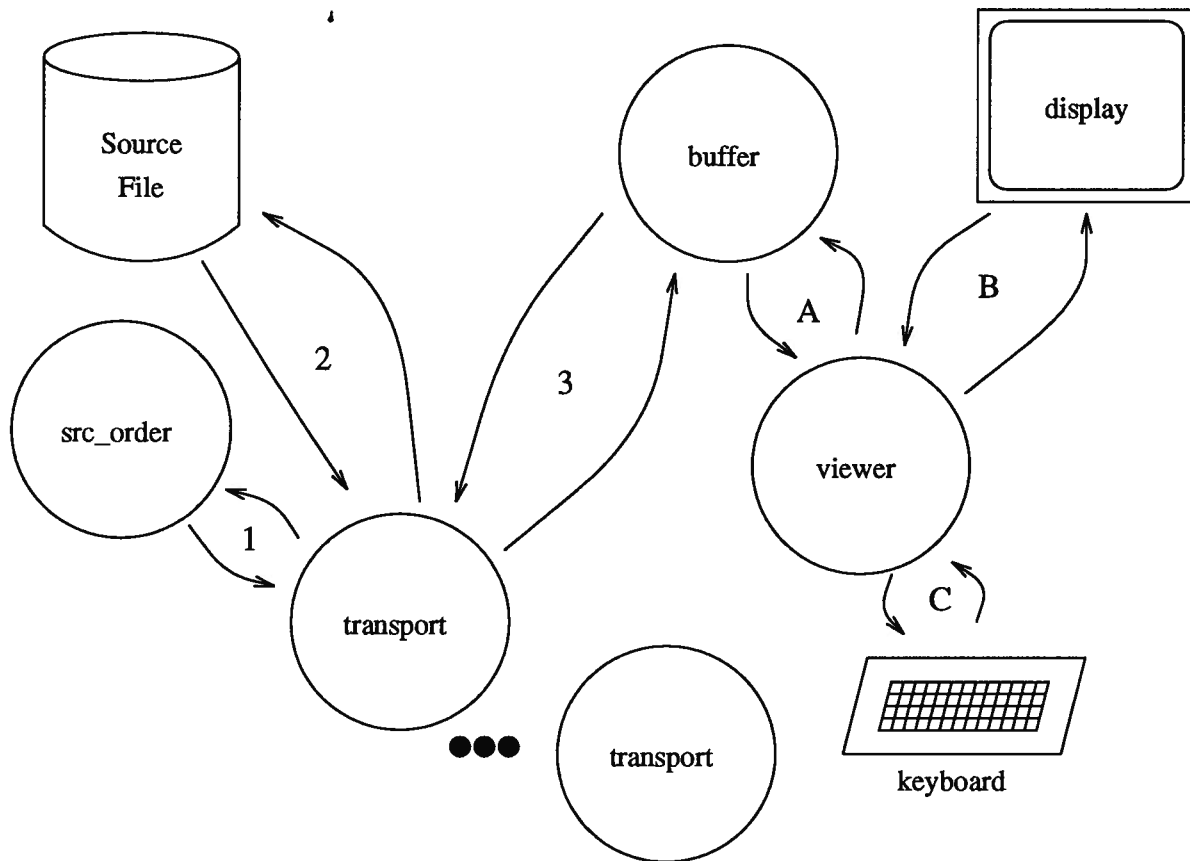 Source
File
buffer
display
2
3
A
B
src_order
viewer
1
C
transport
transport
keyboard